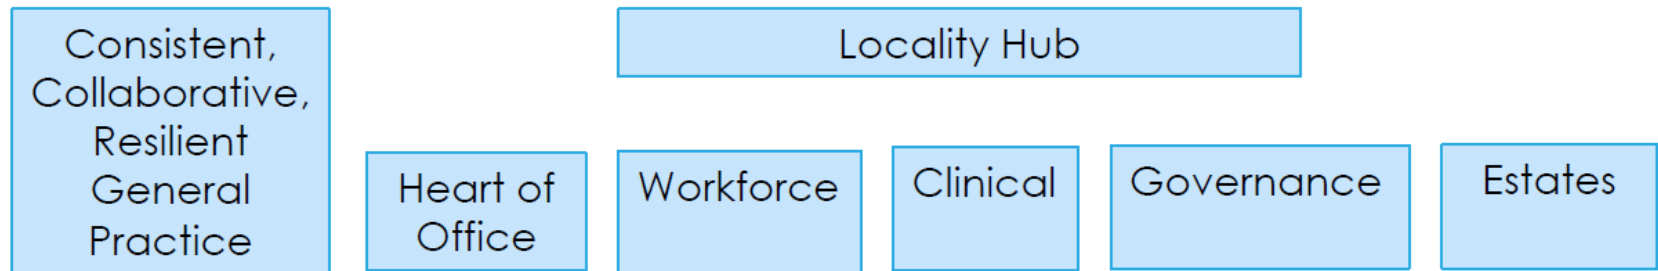 Consistent,
Collaborative,
Resilient
General
Practice
Locality Hub
Heart of
Office
Workforce
Clinical
Governance
Estates